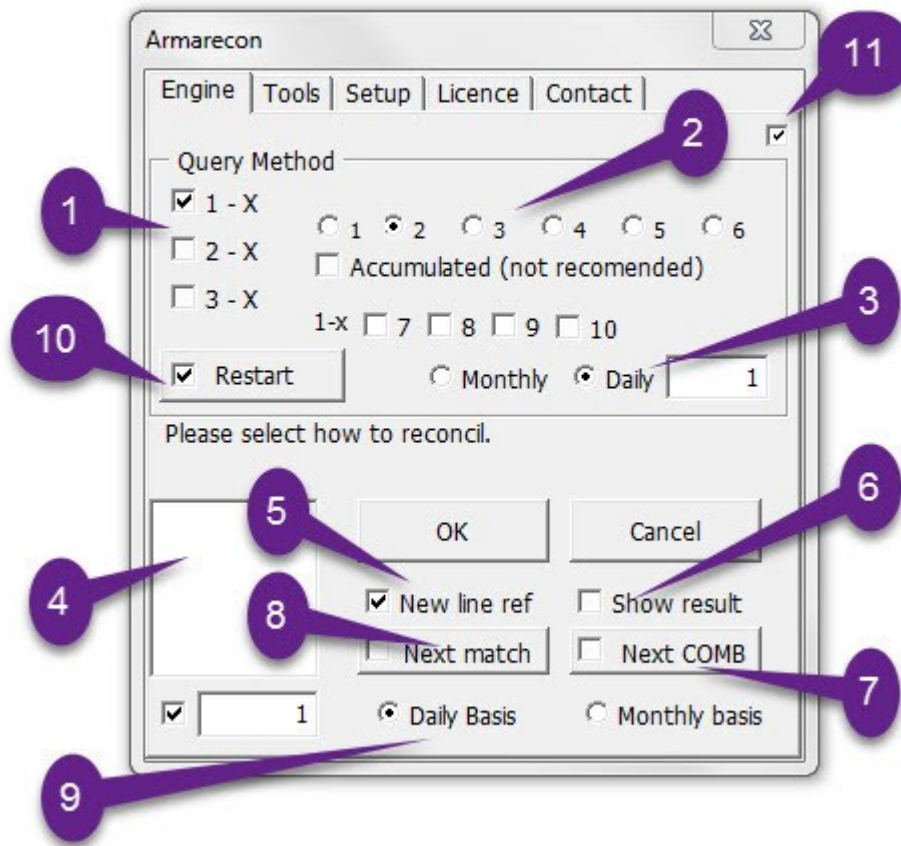 Armarecon
11
Engine Tools Setup Licence Contact
2
Query Method
1
1 - X
1 2 3 4 5 6
2 - X
Accumulated (not recomended)
3 - X
3
1-x 7 8 9 10
10
Restart
Monthly Daily 1
Please select how to reconcil.
5
6
OK Cancel
4
New line ref Show result
8
Next match Next COMB
7
1 Daily Basis Monthly basis
9